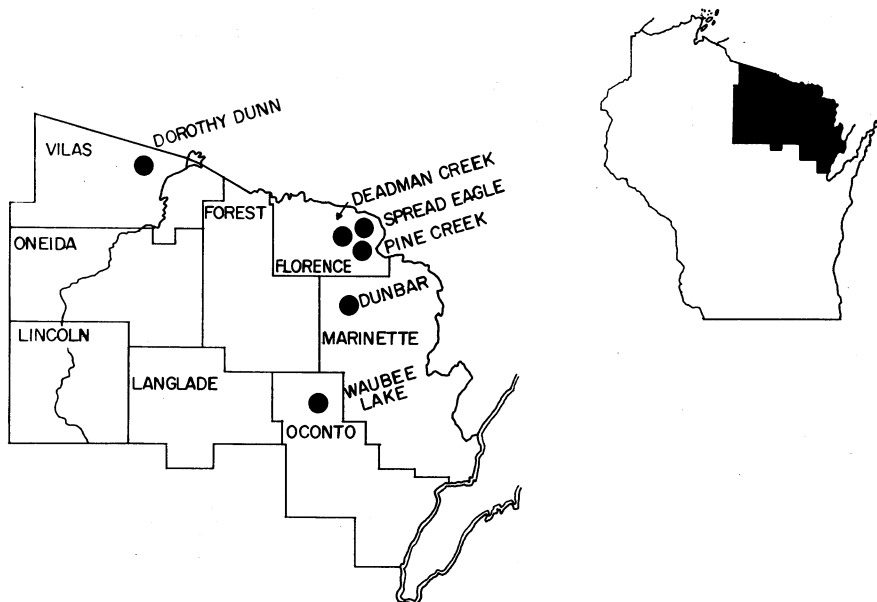 DOROTHY DUNN
VILAS
DEADMAN CREEK
SPREAD EAGLE
FOREST
PINE CREEK
ONEIDA
FLORENCE
DUNBAR
LINCOLN
MARINETTE
LANGLADE
WAUBEE
LAKE
OCONTO